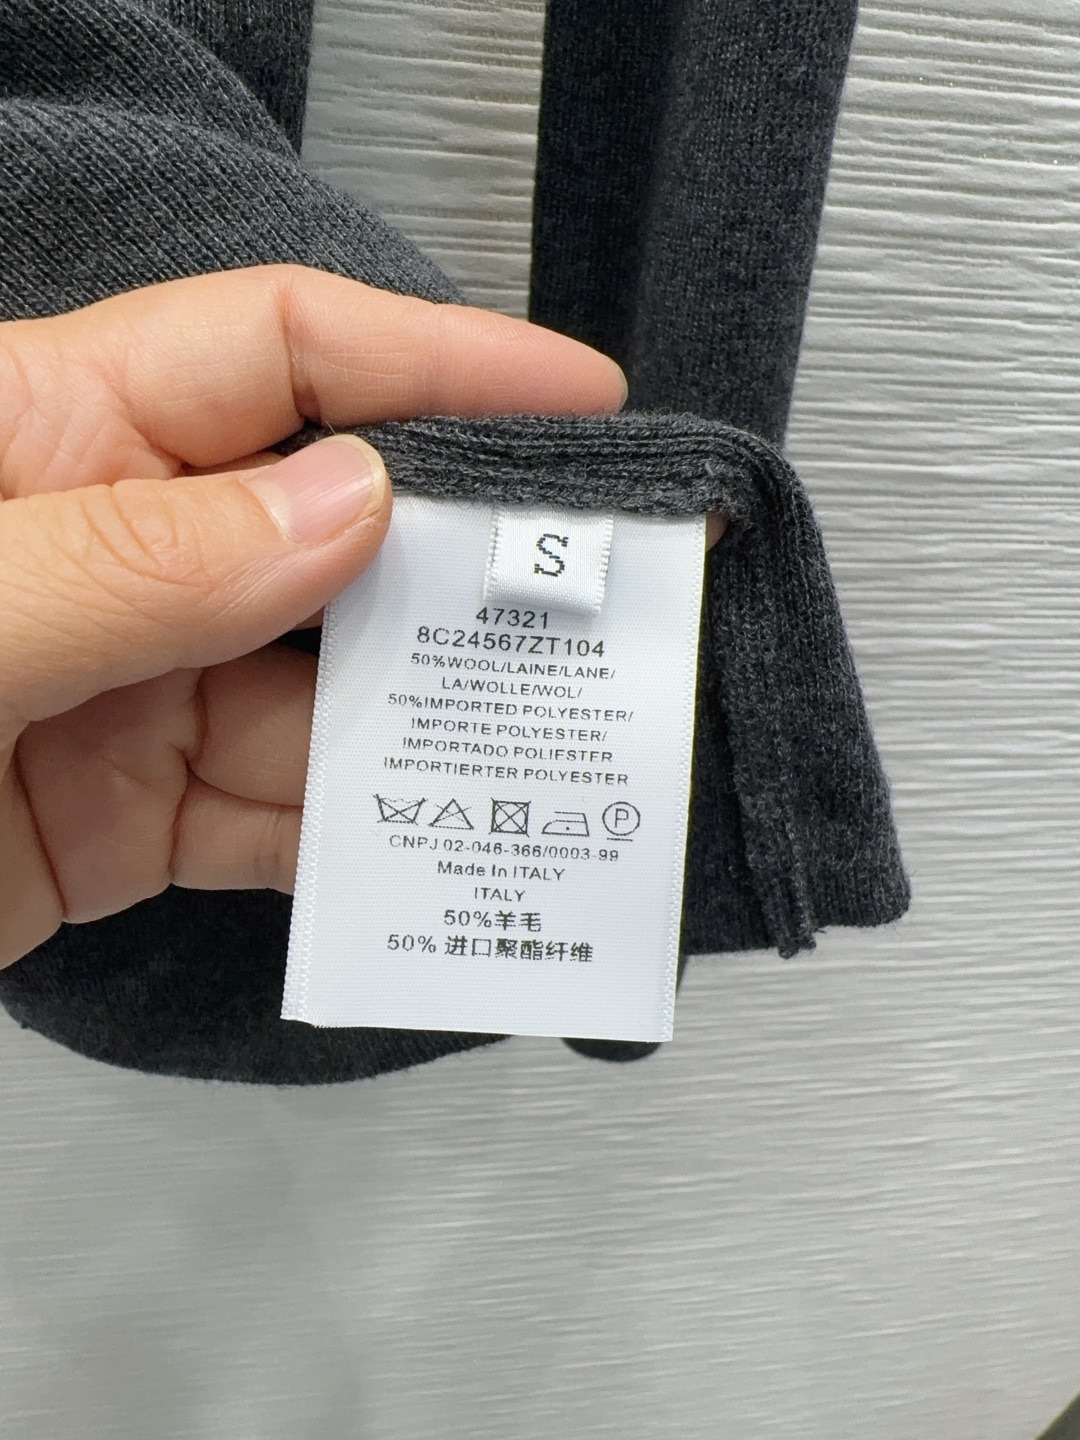 S
47321
8C24567ZT104
50%WOOL/LAINE/LANE/
LA/WOLLE/WOL/
50%IMPORTED POLYESTER/
IMPORTE POLYESTER/
IMPORTADO POLIESTER
IMPORTIERTER POLYESTER
P
CNPJ 02-046-366/0003-99
Made In ITALY
ITALY
50%羊毛
50% 进口聚酯纤维